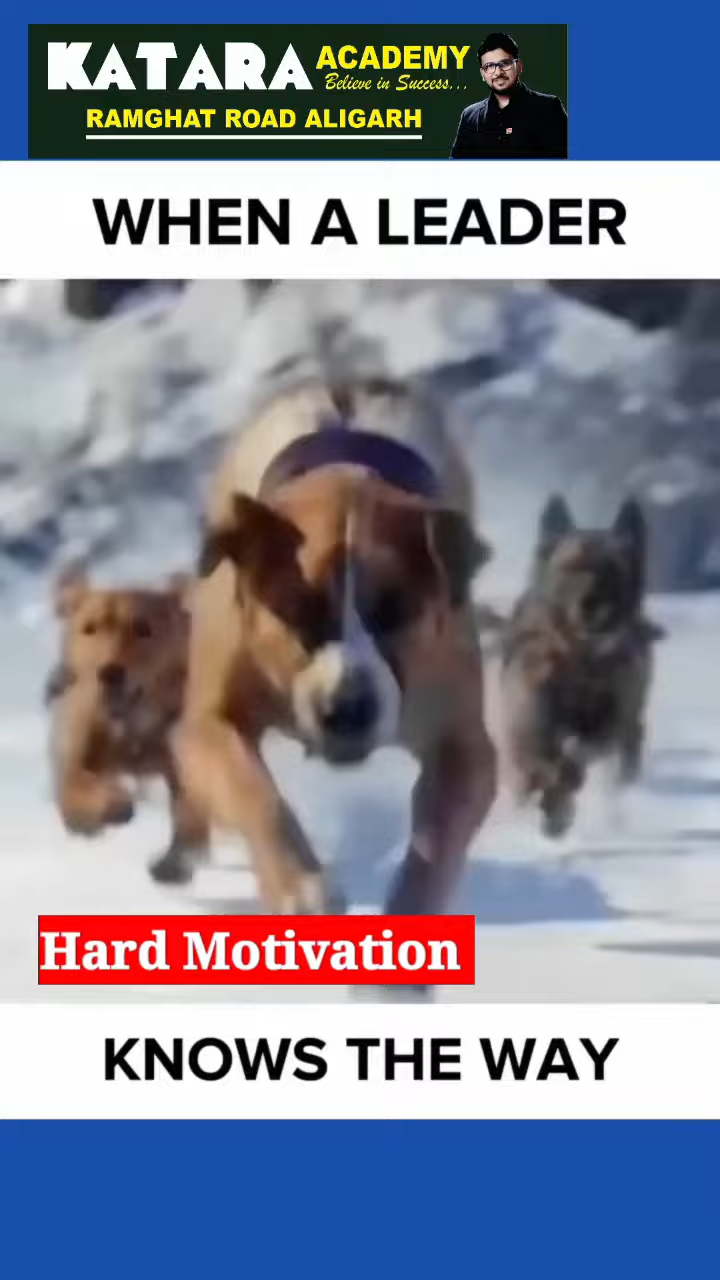 KATARA ACADEMY
Believe in Success...
RAMGHAT ROAD ALIGARH
WHEN A LEADER
Hard Motivation
KNOWS THE WAY